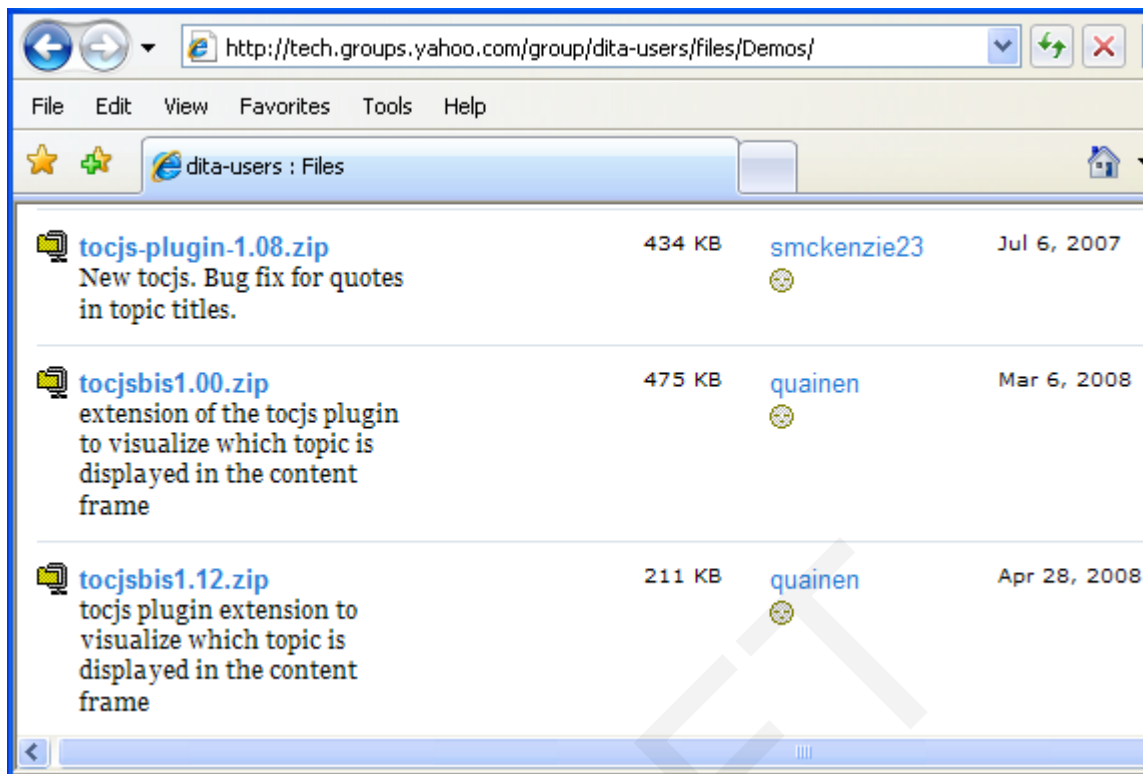 http://tech.groups.yahoo.com/group/dita-users/files/Demos/
File Edit View Favorites Tools Help
dita-users : Files
tocjs-plugin-1.08.zip 434 KB smckenzie23 Jul 6, 2007
New tocjs. Bug fix for quotes
in topic titles.
tocjsbis1.00.zip 475 KB quainen Mar 6, 2008
extension of the tocjs plugin
to visualize which topic is
displayed in the content
frame
tocjsbis1.12.zip 211 KB quainen Apr 28, 2008
tocjs plugin extension to
visualize which topic is
displayed in the content
frame